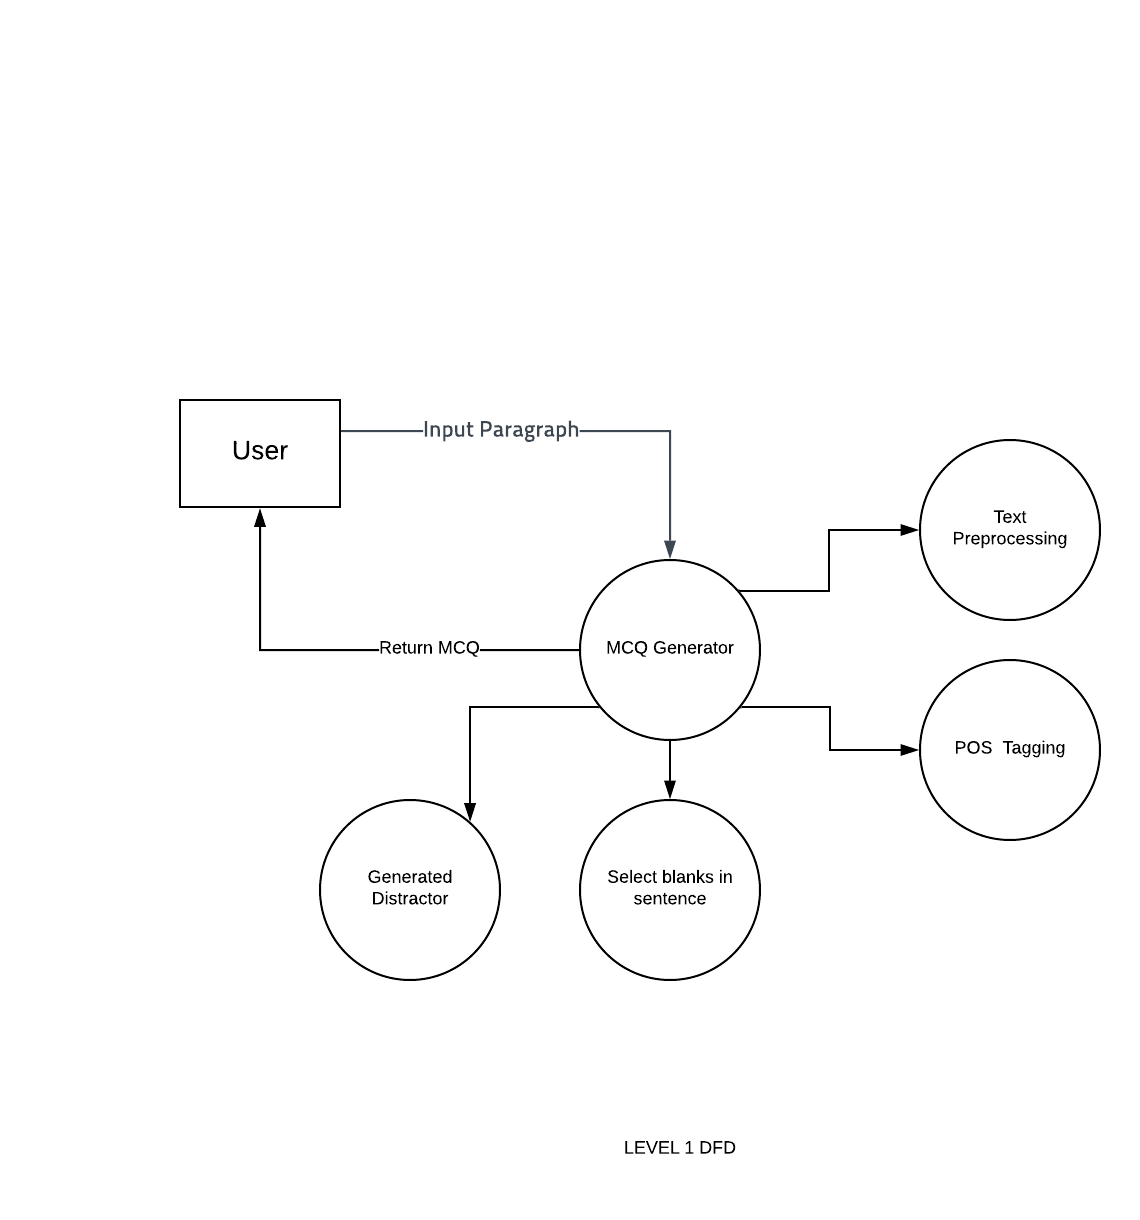 User
Input Paragraph
Text
Preprocessing
Return MCQ
MCQ Generator
POS  Tagging
Generated
Distractor
Select blanks in
sentence
LEVEL 1 DFD